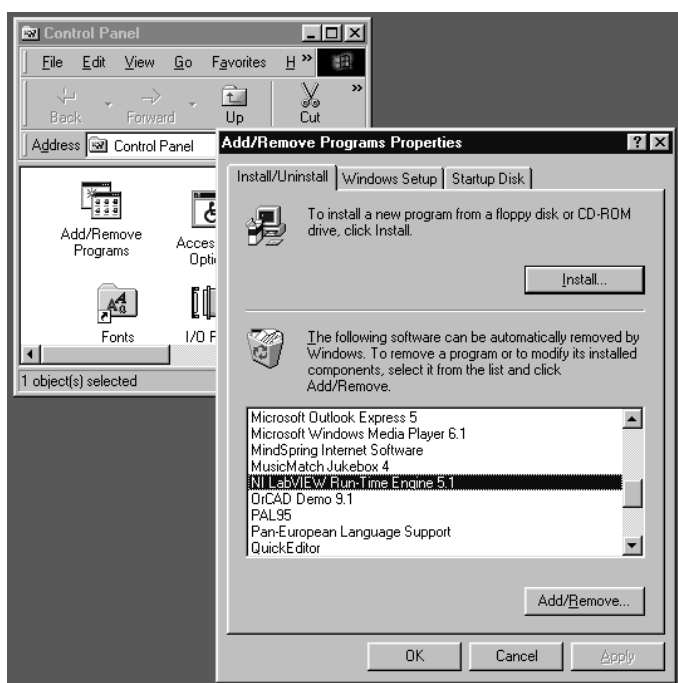 Control Panel
File Edit View Go Favorites H »
Back Forward Up Cut »
Address Control Panel
Add/Remove
Programs
Acces
Opti
Fonts
I/O F
1 object(s) selected
Add/Remove Programs Properties
Install/Uninstall Windows Setup Startup Disk
To install a new program from a floppy disk or CD-ROM
drive, click Install.
Install...
The following software can be automatically removed by
Windows. To remove a program or to modify its installed
components, select it from the list and click
Add/Remove.
Microsoft Outlook Express 5
Microsoft Windows Media Player 6.1
MindSpring Internet Software
MusicMatch Jukebox 4
NI LabVIEW Run-Time Engine 5.1
OrCAD Demo 9.1
PAL95
Pan-European Language Support
QuickEditor
Add/Remove...
OK Cancel Apply